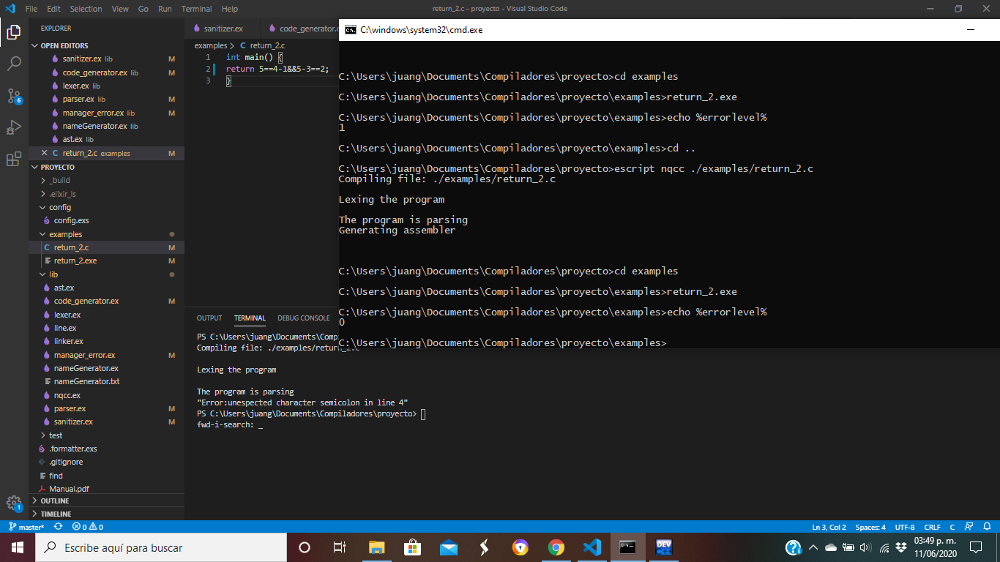 File Edit Selection View Go Run Terminal Help
return_2.c - proyecto - Visual Studio Code
EXPLORER
OPEN EDITORS
sanitizer.ex lib M
code_generator.ex lib M
lexer.ex lib
parser.ex lib M
manager_error.ex lib M
nameGenerator.ex lib
ast.ex lib
C return_2.c examples M
PROYECTO
_build
.elixir_ls
config
config.exs
examples
C return_2.c M
return_2.exe M
lib
ast.ex
code_generator.ex M
lexer.ex
line.ex
linker.ex
manager_error.ex M
nameGenerator.ex
nameGenerator.txt
nqcc.ex
parser.ex M
sanitizer.ex M
test
.formatter.exs
.gitignore
find
Manual.pdf
OUTLINE
TIMELINE
6
1
sanitizer.ex
code_generator.e
examples > C return_2.c
1 int main() {
2 return 5==4-1&&5-3==2;
3 }
OUTPUT TERMINAL DEBUG CONSOLE
PS C:\Users\juang\Documents\Comp
Compiling file: ./examples/return_2.c
Lexing the program
The program is parsing
"Error:unespected character semicolon in line 4"
PS C:\Users\juang\Documents\Compiladores\proyecto>
fwd-i-search: _
C:\windows\system32\cmd.exe
C:\Users\juang\Documents\Compiladores\proyecto>cd examples
C:\Users\juang\Documents\Compiladores\proyecto\examples>return_2.exe
C:\Users\juang\Documents\Compiladores\proyecto\examples>echo %errorlevel%
1
C:\Users\juang\Documents\Compiladores\proyecto\examples>cd ..
C:\Users\juang\Documents\Compiladores\proyecto>escript nqcc ./examples/return_2.c
Compiling file: ./examples/return_2.c
Lexing the program
The program is parsing
Generating assembler
C:\Users\juang\Documents\Compiladores\proyecto>cd examples
C:\Users\juang\Documents\Compiladores\proyecto\examples>return_2.exe
C:\Users\juang\Documents\Compiladores\proyecto\examples>echo %errorlevel%
0
C:\Users\juang\Documents\Compiladores\proyecto\examples>
master* 0 0
Ln 3, Col 2 Spaces: 4 UTF-8 CRLF C
Escribe aquí para buscar
DEV
03:49 p. m.
11/06/2020